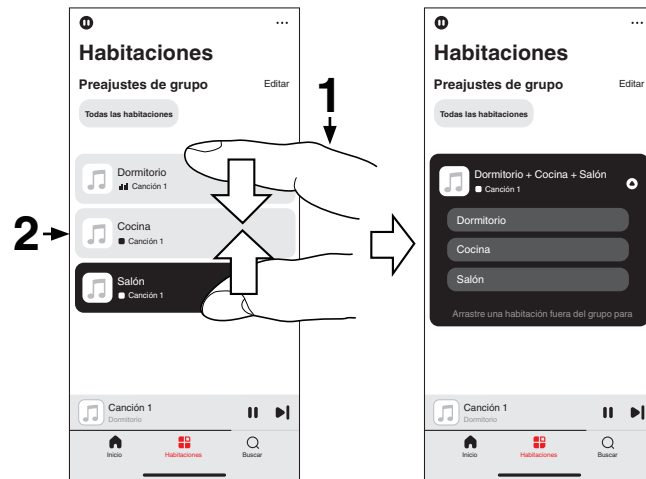 Habitaciones
Preajustes de grupo Editar
Todas las habitaciones
1
Dormitorio
Canción 1
2
Cocina
Canción 1
Salón
Canción 1
Canción 1
Dormitorio
Inicio Habitaciones Buscar
Habitaciones
Preajustes de grupo Editar
Todas las habitaciones
Dormitorio + Cocina + Salón
Canción 1
Dormitorio
Cocina
Salón
Arrastre una habitación fuera del grupo para
Canción 1
Dormitorio
Inicio Habitaciones Buscar